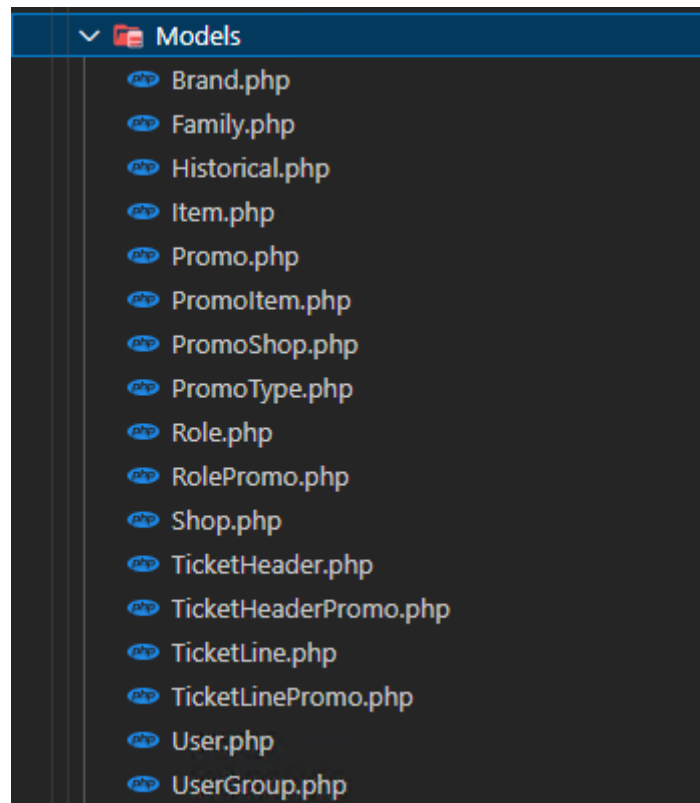 Models
Brand.php
Family.php
Historical.php
Item.php
Promo.php
PromoItem.php
PromoShop.php
PromoType.php
Role.php
RolePromo.php
Shop.php
TicketHeader.php
TicketHeaderPromo.php
TicketLine.php
TicketLinePromo.php
User.php
UserGroup.php